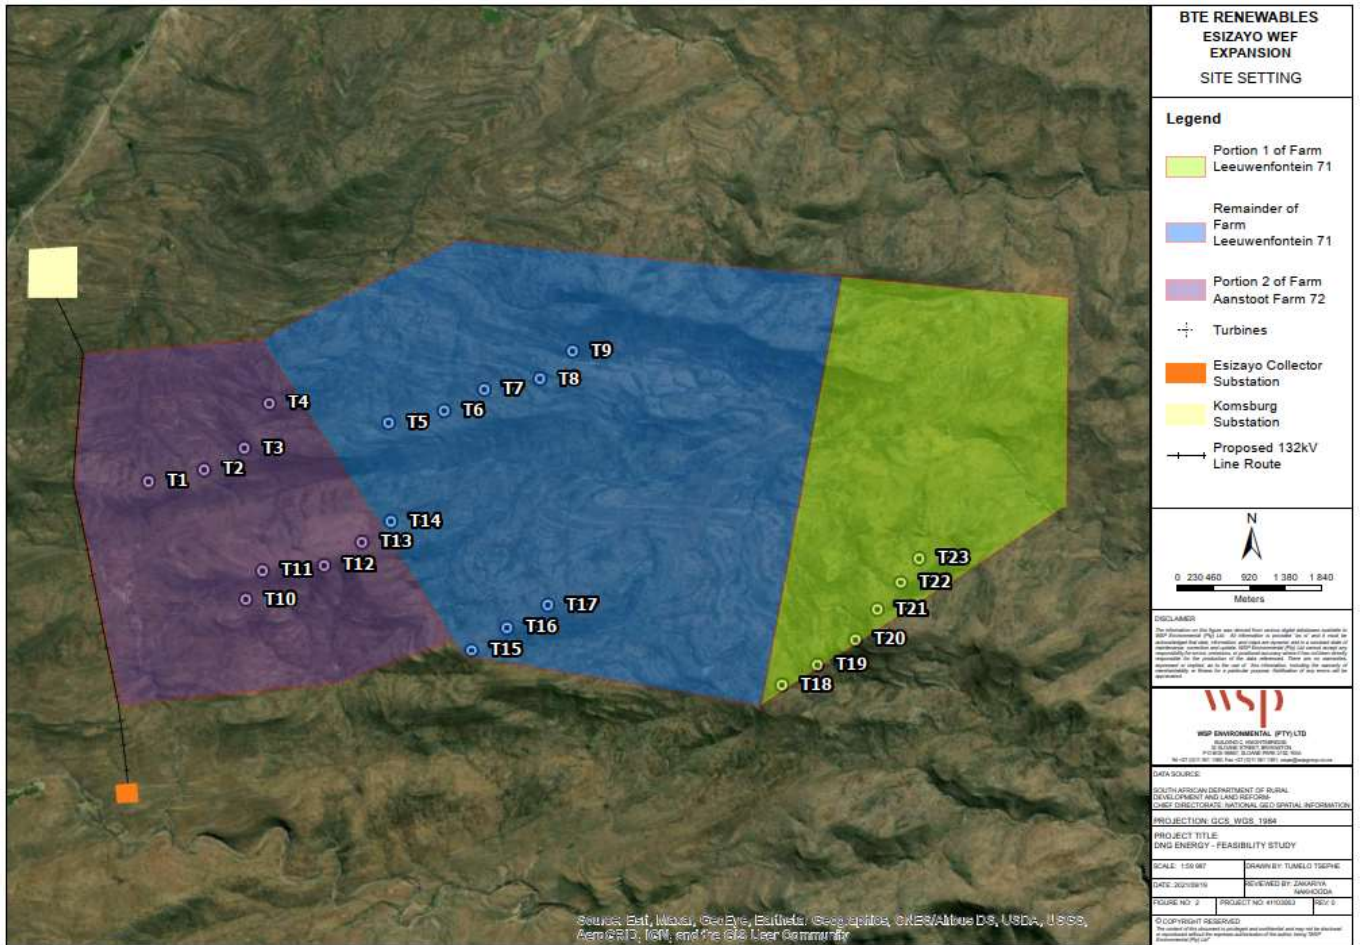 BTE RENEWABLES
ESIZAYO WEF
EXPANSION
SITE SETTING
Legend
Portion 1 of Farm
Leeuwenfontein 71
Remainder of
Farm
Leeuwenfontein 71
Portion 2 of Farm
Aanstoot Farm 72
Turbines
Esizayo Collector
Substation
Komsburg
Substation
Proposed 132kV
Line Route
T9
T8
T7
T6
T5
T4
T3
T2
T1
T14
T13
T12
T11
T10
T17
T16
T15
T23
T22
T21
T20
T19
T18
N
0 230 460 920 1 380 1 840
Meters
DISCLAIMER
wsp
WSP ENVIRONMENTAL (PTY) LTD
DATA SOURCE:
SOUTH AFRICAN DEPARTMENT OF RURAL
DEVELOPMENT AND LAND REFORM-
CHIEF DIRECTORATE: NATIONAL GEO SPATIAL INFORMATION
PROJECTION: GCS_WGS_1984
PROJECT TITLE:
DNG ENERGY - FEASIBILITY STUDY
DRAWN BY: TUMELO TSEPHE
REVIEWED BY: ZAKARIYA
NAKHOODA
FIGURE NO: 2
REV: 0
© COPYRIGHT RESERVED
Source: Esri, Maxar, GeoEye, Earthstar Geographics, CNES/Airbus DS, USDA, USGS,
AeroGRID, IGN, and the GIS User Community